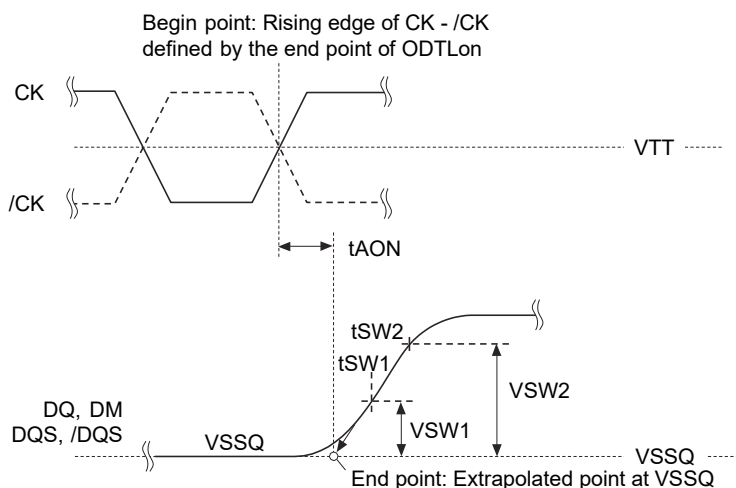 Begin point: Rising edge of CK - /CK
defined by the end point of ODTLon
CK
VTT
/CK
tAON
tSW2
tSW1
VSW2
DQ, DM
DQS, /DQS
VSSQ
VSW1
VSSQ
End point: Extrapolated point at VSSQ